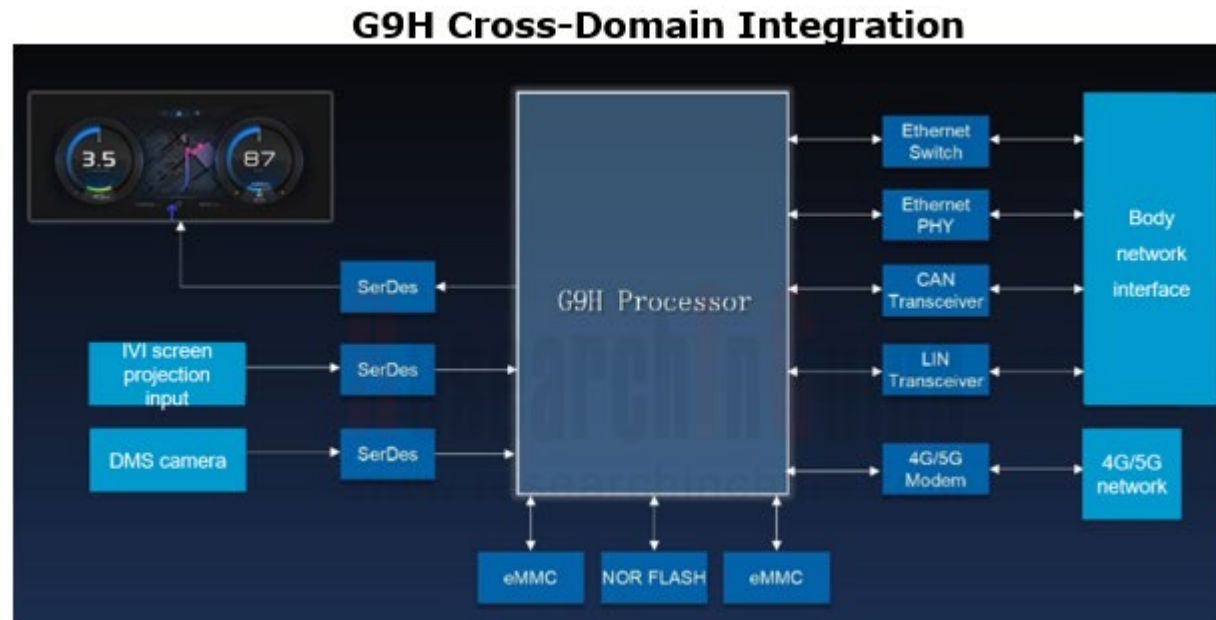 G9H Cross-Domain Integration
3.5
87
SerDes
IVI screen
projection
input
SerDes
DMS camera
SerDes
G9H Processor
Ethernet
Switch
Ethernet
PHY
CAN
Transceiver
LIN
Transceiver
4G/5G
Modem
Body
network
interface
4G/5G
network
eMMC
NOR FLASH
eMMC